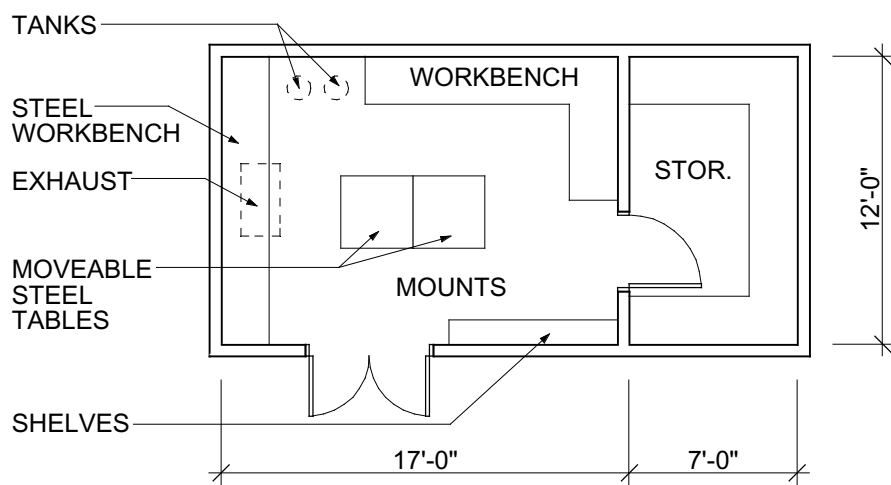 TANKS
WORKBENCH
STEEL
WORKBENCH
STOR.
EXHAUST
12'-0"
MOVEABLE
STEEL
TABLES
MOUNTS
SHELVES
17'-0"
7'-0"